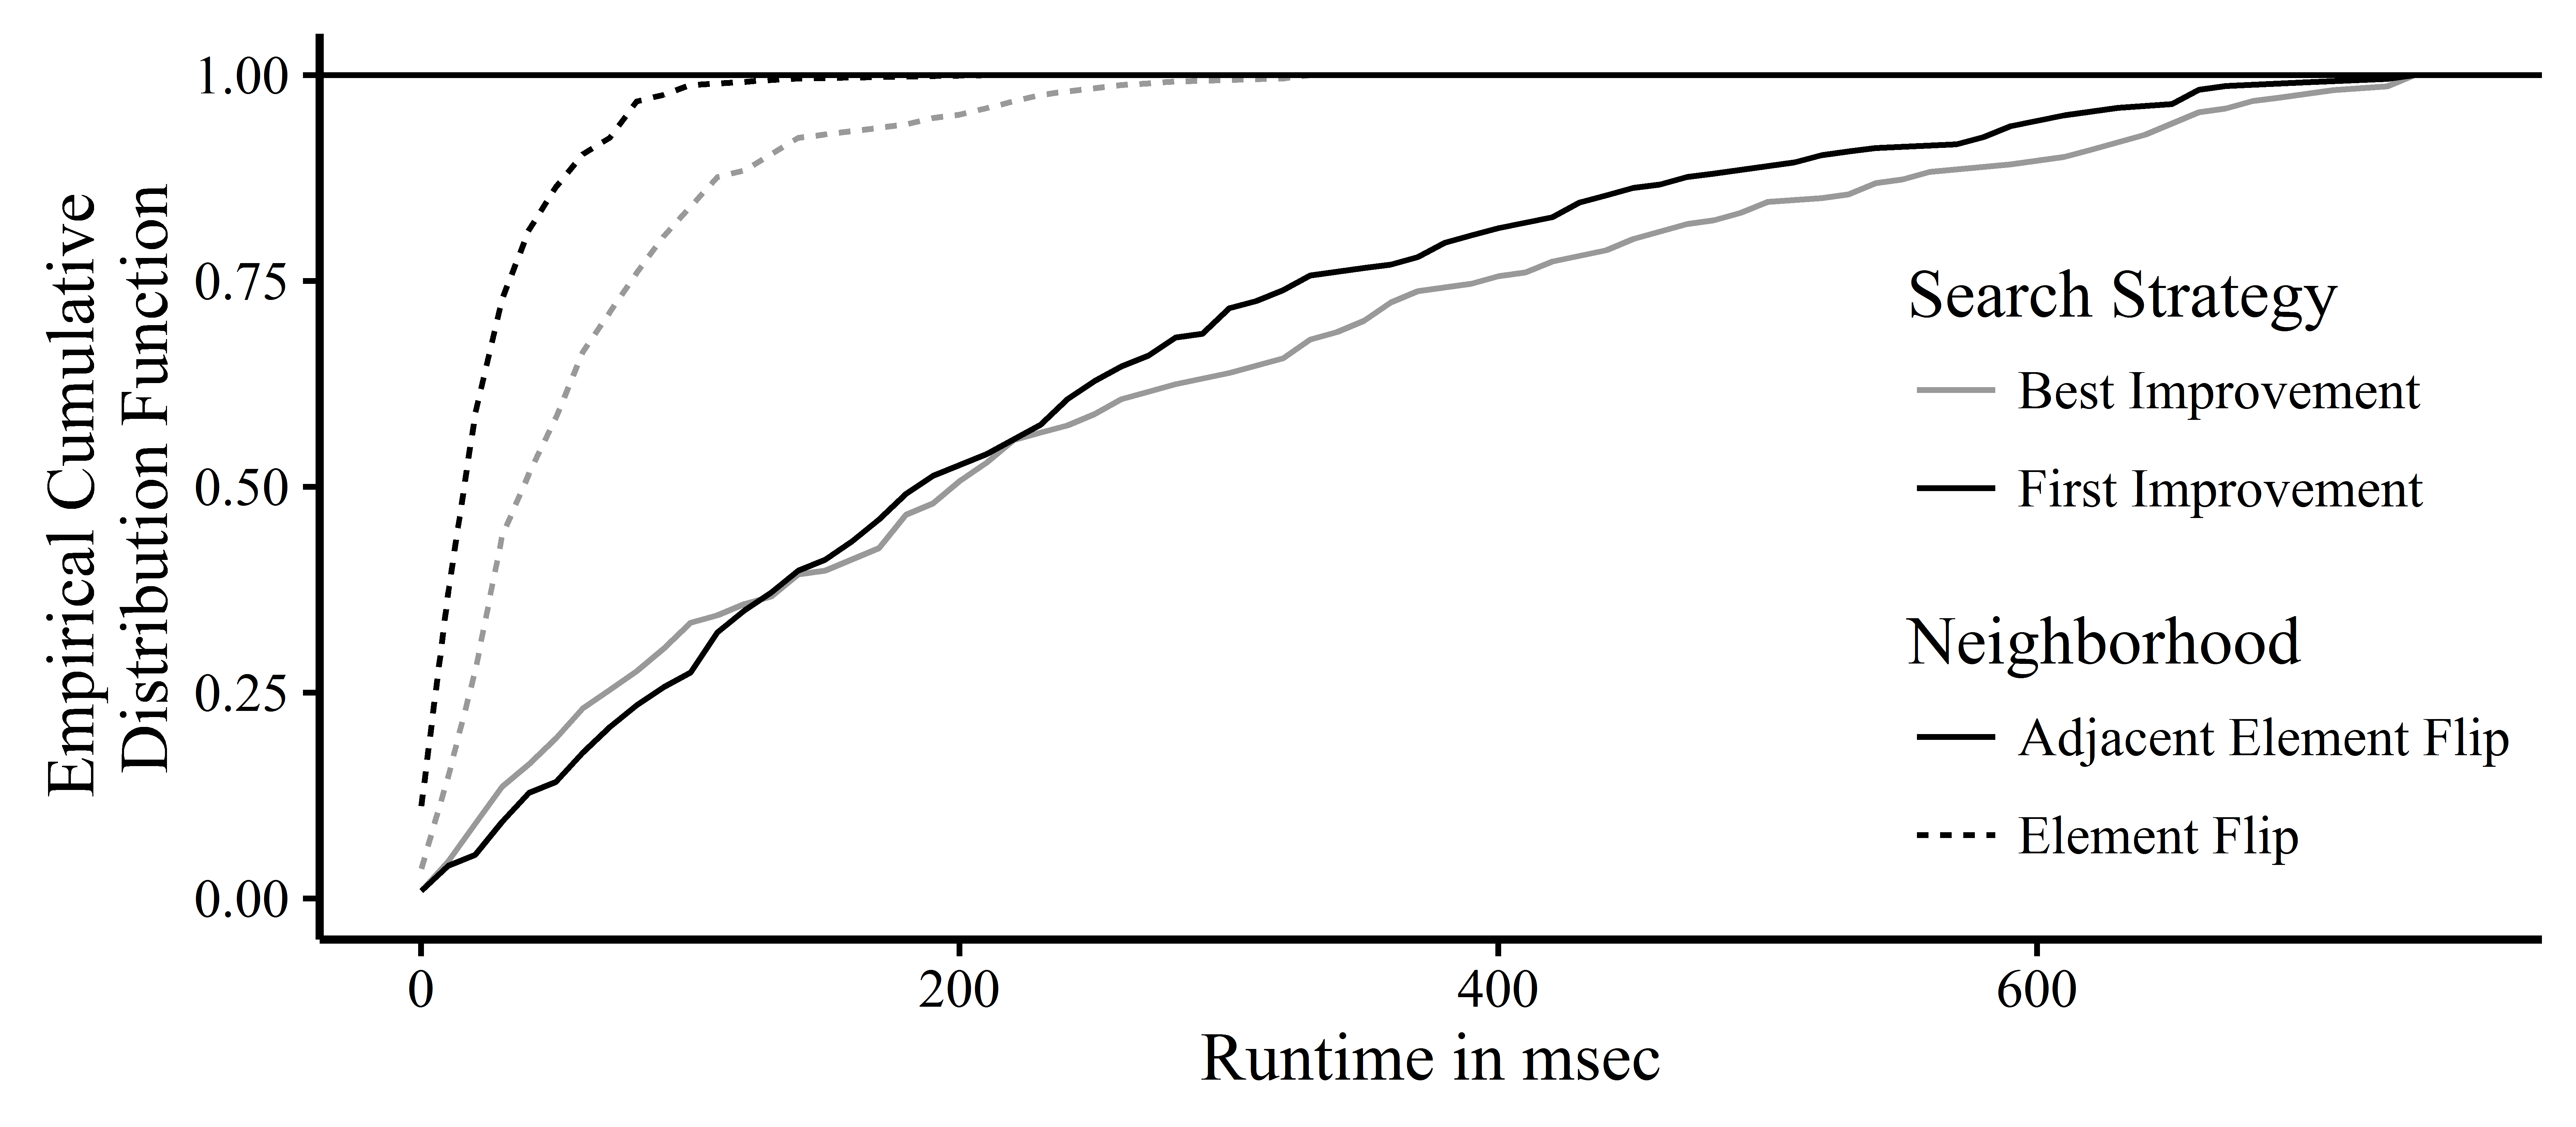 Empirical Cumulative
Distribution Function
1.00
0.75
0.50
0.25
0.00
0
200
400
600
Runtime in msec
Search Strategy
Best Improvement
First Improvement
Neighborhood
Adjacent Element Flip
Element Flip